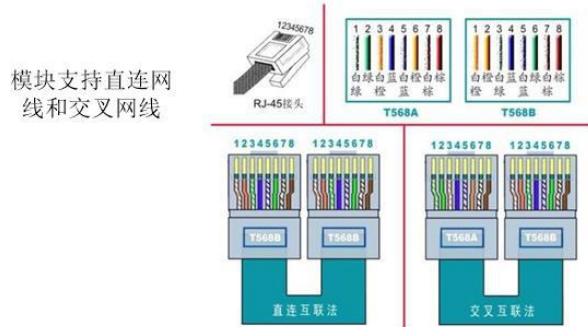 模块支持直连网
线和交叉网线
12345678
RJ-45接头
1 2 3 4 5 6 7 8
白绿白蓝白橙白棕
绿 橙 蓝 棕
T568A
1 2 3 4 5 6 7 8
白橙白蓝白绿白棕
橙 绿 蓝 棕
T568B
12345678
12345678
T568B
T568B
直连互联法
12345678
12345678
T568A
T568B
交叉互联法